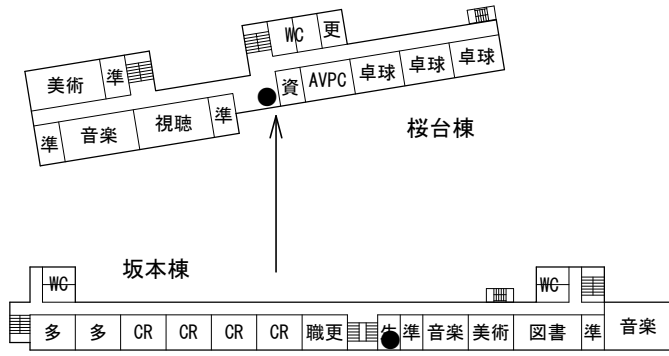 WC 更
美術 準
資 AVPC 卓球 卓球 卓球
準 音楽 視聴 準
桜台棟
坂本棟
WC WC
多 多 CR CR CR CR 職更 準 音楽 美術 図書 準 音楽